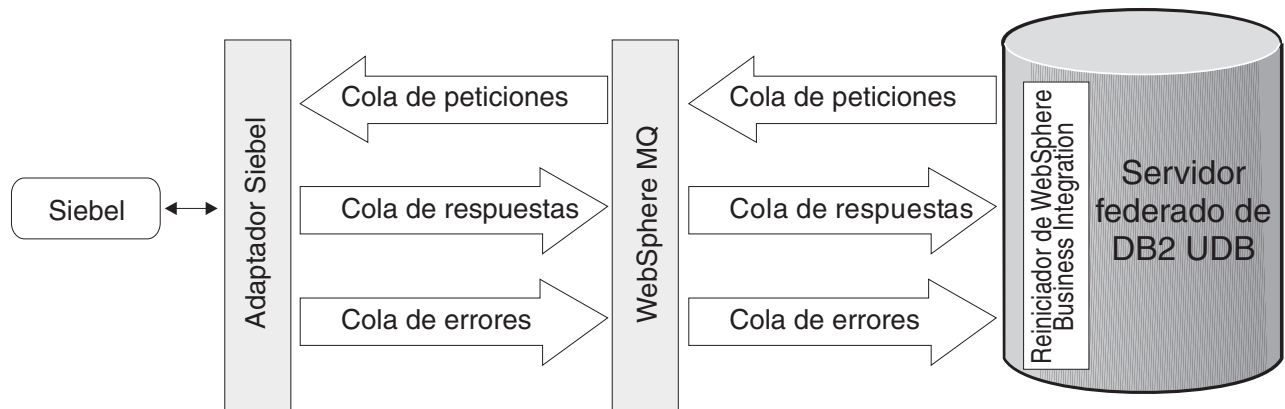 Siebel
Adaptador Siebel
Cola de peticiones
Cola de respuestas
Cola de errores
WebSphere MQ
Cola de peticiones
Cola de respuestas
Cola de errores
Reiniciador de WebSphere
Business Integration
Servidor
federado de
DB2 UDB